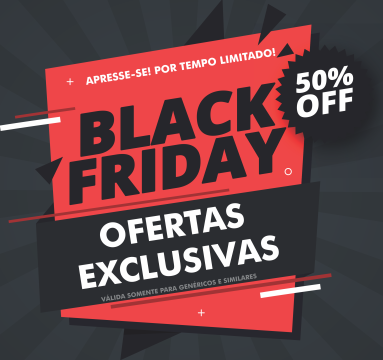 APRESSE-SE! POR TEMPO LIMITADO!
50%
OFF
BLACK
FRIDAY
OFERTAS
EXCLUSIVAS
VÁLIDA SOMENTE PARA GENÉRICOS E SIMILARES